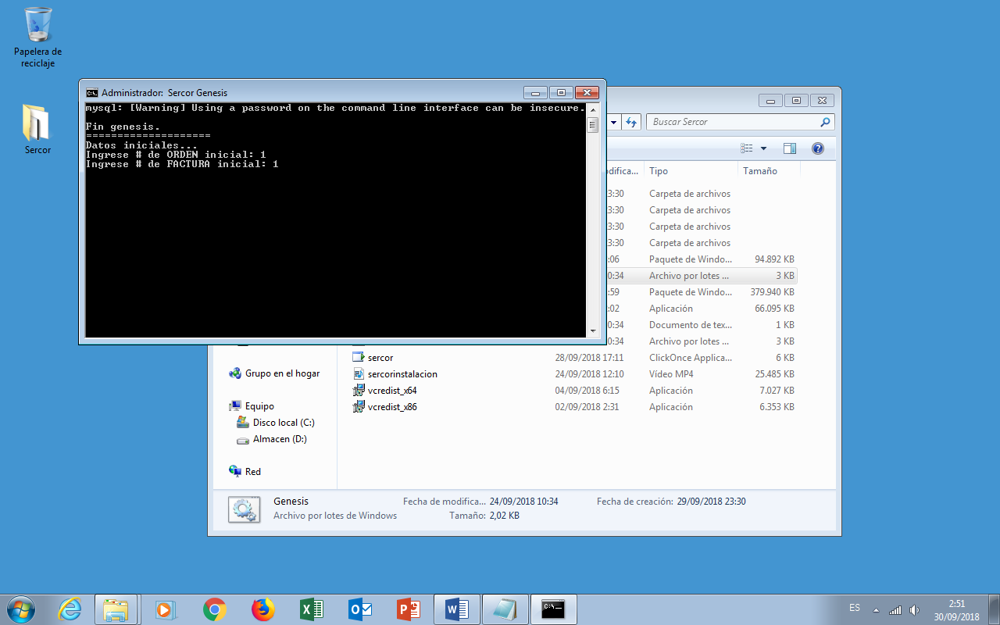 Papelera de
reciclaje
Sercor
Administrador: Sercor Genesis
mysql: [Warning] Using a password on the command line interface can be insecure.
Fin genesis.
====================
Datos iniciales...
Ingrese # de ORDEN inicial: 1
Ingrese # de FACTURA inicial: 1
Buscar Sercor
difica... Tipo Tamaño
3:30 Carpeta de archivos
3:30 Carpeta de archivos
3:30 Carpeta de archivos
3:30 Carpeta de archivos
:06 Paquete de Windo... 94.892 KB
0:34 Archivo por lotes ... 3 KB
:59 Paquete de Windo... 379.940 KB
:02 Aplicación 66.095 KB
0:34 Documento de tex... 1 KB
0:34 Archivo por lotes ... 3 KB
sercor 28/09/2018 17:11 ClickOnce Applica... 6 KB
sercorinstalacion 24/09/2018 12:10 Vídeo MP4 25.485 KB
vcredist_x64 04/09/2018 6:15 Aplicación 7.027 KB
vcredist_x86 02/09/2018 2:31 Aplicación 6.353 KB
Grupo en el hogar
Equipo
Disco local (C:)
Almacen (D:)
Red
Genesis Fecha de modifica... 24/09/2018 10:34 Fecha de creación: 29/09/2018 23:30
Archivo por lotes de Windows Tamaño: 2,02 KB
ES
2:51
30/09/2018